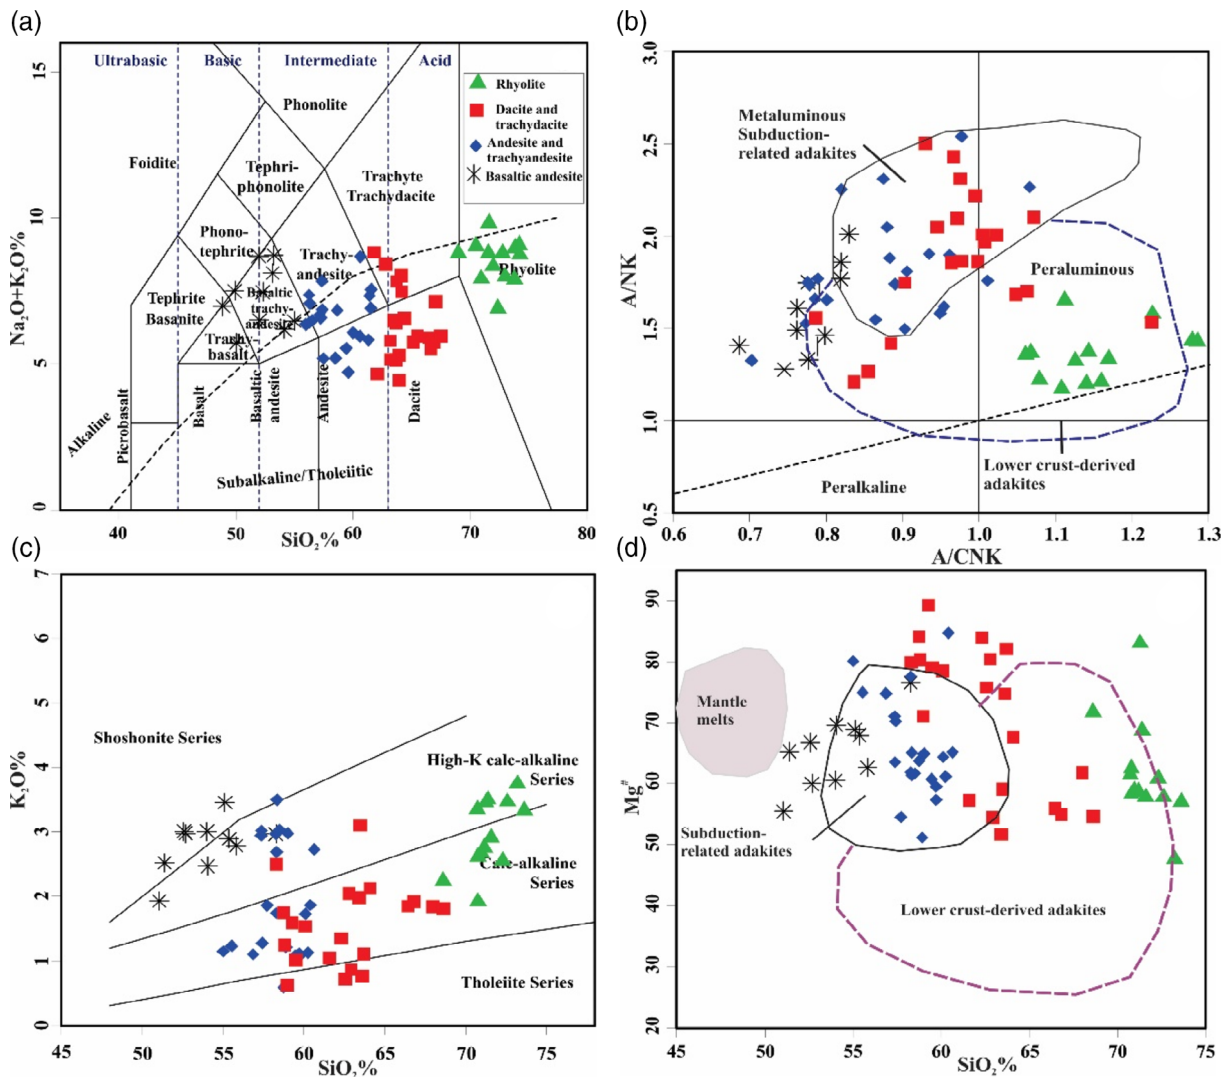 (a)
Ultrabasic
Basic
Intermediate
Acid
Rhyolite
Dacite and
trachydacite
Andesite and
trachyandesite
Basaltic andesite
Phonolite
Foidite
Tephri-
phonolite
Trachyte
Trachydacite
Phono-
tephrite
Trachy-
andesite
Rhyolite
Tephrite
Basanite
Basaltic
trachy-
andesite
Trachy-
basalt
Alkaline
Picrobasalt
Basalt
Basaltic
andesite
Andesite
Dacite
Subalkaline/Tholeiitic
Na2O+K2O%
0
5
10
15
40
50
60
70
80
SiO2%
(b)
Metaluminous
Subduction-
related adakites
Peraluminous
Lower crust-derived
adakites
Peralkaline
A/NK
0.5
1.0
1.5
2.0
2.5
3.0
0.6
0.7
0.8
0.9
1.0
1.1
1.2
1.3
A/CNK
(c)
Shoshonite Series
High-K calc-alkaline
Series
Calc-alkaline
Series
Tholeiite Series
K2O%
0
1
2
3
4
5
6
7
45
50
55
60
65
70
75
SiO2%
(d)
Mantle
melts
Subduction-
related adakites
Lower crust-derived adakites
Mg#
20
30
40
50
60
70
80
90
45
50
55
60
65
70
75
SiO2%